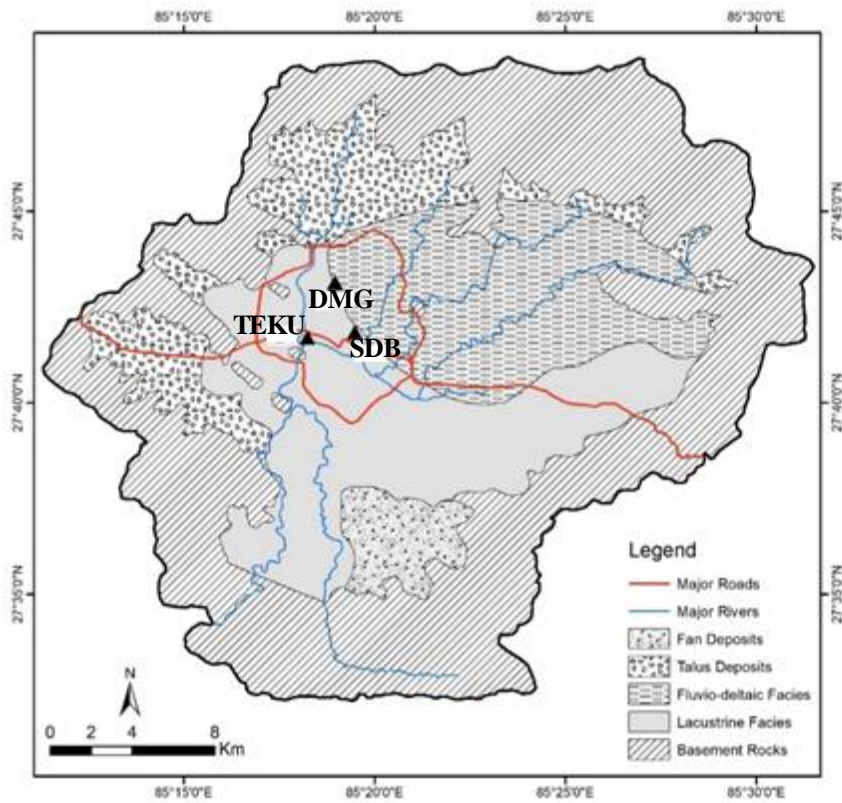 85°15'0"E 85°20'0"E 85°25'0"E 85°30'0"E
27°45'0"N 27°45'0"N
DMG
TEKU
SDB
27°40'0"N 27°40'0"N
27°35'0"N 27°35'0"N
Legend
Major Roads
Major Rivers
Fan Deposits
Talus Deposits
Fluvio-deltaic Facies
Lacustrine Facies
Basement Rocks
N
0 2 4 8
Km
85°15'0"E 85°20'0"E 85°25'0"E 85°30'0"E